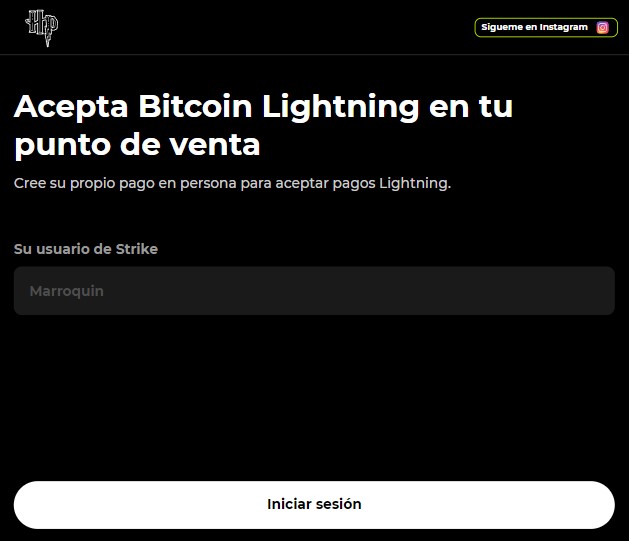 HP
Sigueme en Instagram
Acepta Bitcoin Lightning en tu
punto de venta
Cree su propio pago en persona para aceptar pagos Lightning.
Su usuario de Strike
Marroquin
Iniciar sesión